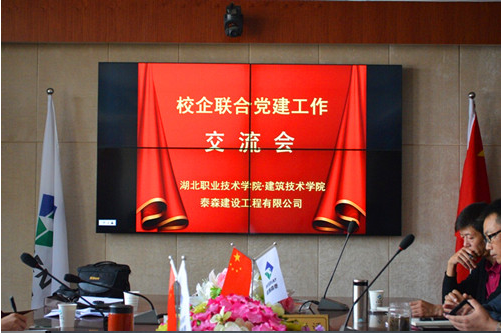 校企联合党建工作
交流会
湖北职业技术学院·建筑技术学院
泰森建设工程有限公司